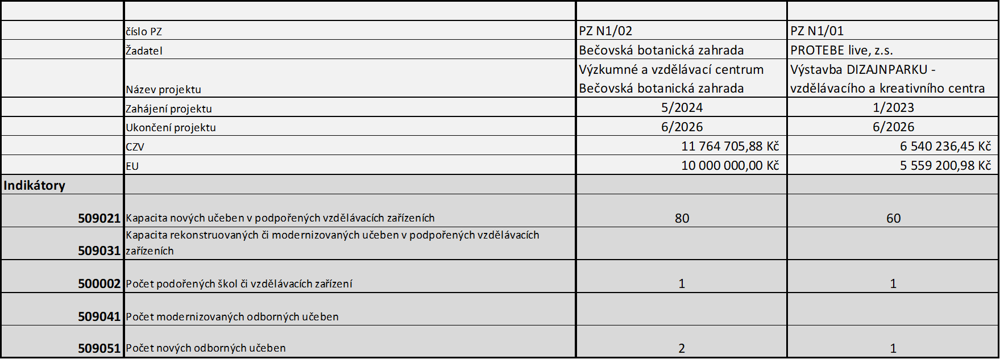 číslo PZ PZ N1/02 PZ N1/01
Žadatel Bečovská botanická zahrada PROTEBE live, z.s.
Název projektu Výzkumné a vzdělávací centrum Bečovská botanická zahrada Výstavba DIZAJNPARKU - vzdělávacího a kreativního centra
Zahájení projektu 5/2024 1/2023
Ukončení projektu 6/2026 6/2026
CZV 11 764 705,88 Kč 6 540 236,45 Kč
EU 10 000 000,00 Kč 5 559 200,98 Kč
Indikátory
509021 Kapacita nových učeben v podpořených vzdělávacích zařízeních 80 60
509031 Kapacita rekonstruovaných či modernizovaných učeben v podpořených vzdělávacích zařízeních
500002 Počet podořených škol či vzdělávacích zařízení 1 1
509041 Počet modernizovaných odborných učeben
509051 Počet nových odborných učeben 2 1